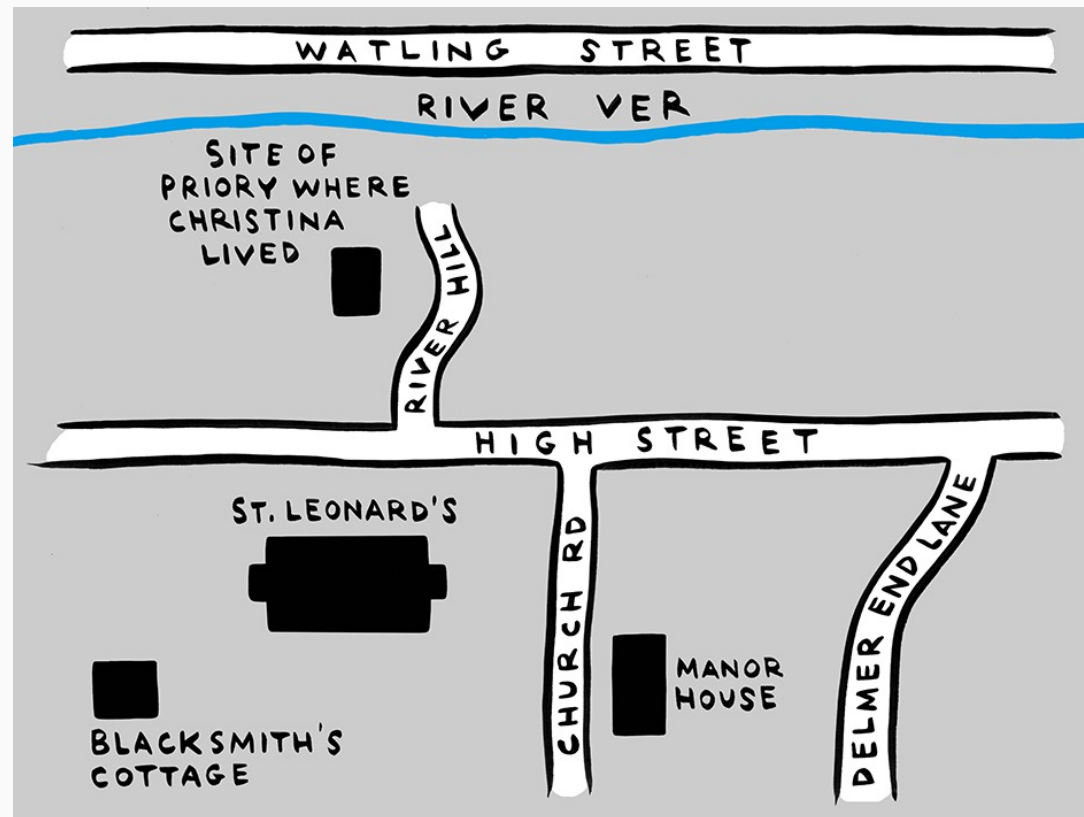 WATLING STREET
RIVER VER
SITE OF
PRIORY WHERE
CHRISTINA
LIVED
RIVER HILL
HIGH STREET
ST. LEONARD'S
CHURCH RD
DELMER END LANE
MANOR
HOUSE
BLACKSMITH'S
COTTAGE